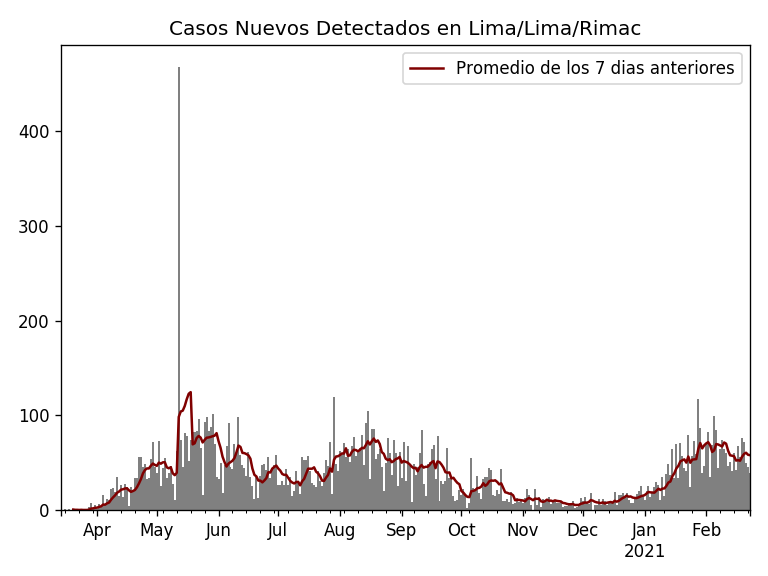 Casos Nuevos Detectados en Lima/Lima/Rimac
Promedio de los 7 dias anteriores
400
300
200
100
0
Apr May Jun Jul Aug Sep Oct Nov Dec Jan Feb
2021